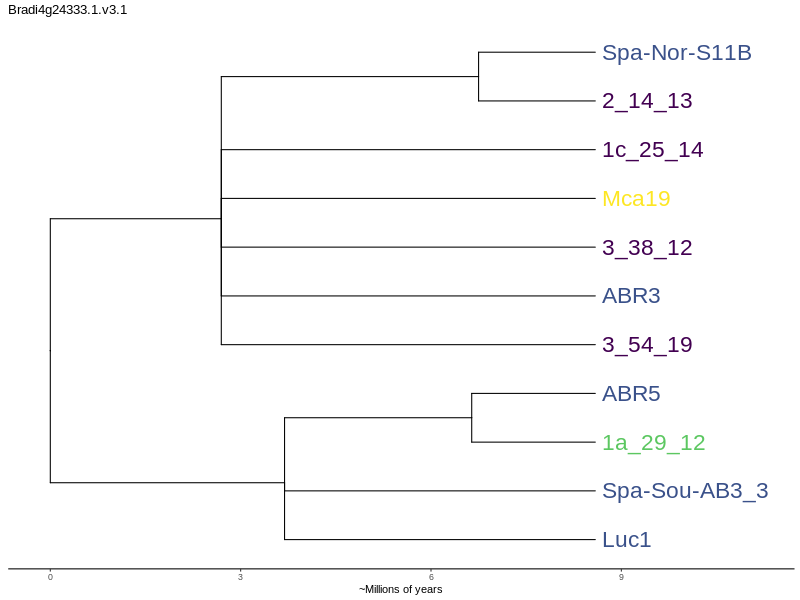 Bradi4g24333.1.v3.1
Spa-Nor-S11B
2_14_13
1c_25_14
Mca19
3_38_12
ABR3
3_54_19
ABR5
1a_29_12
Spa-Sou-AB3_3
Luc1
0 3 6 9
~Millions of years